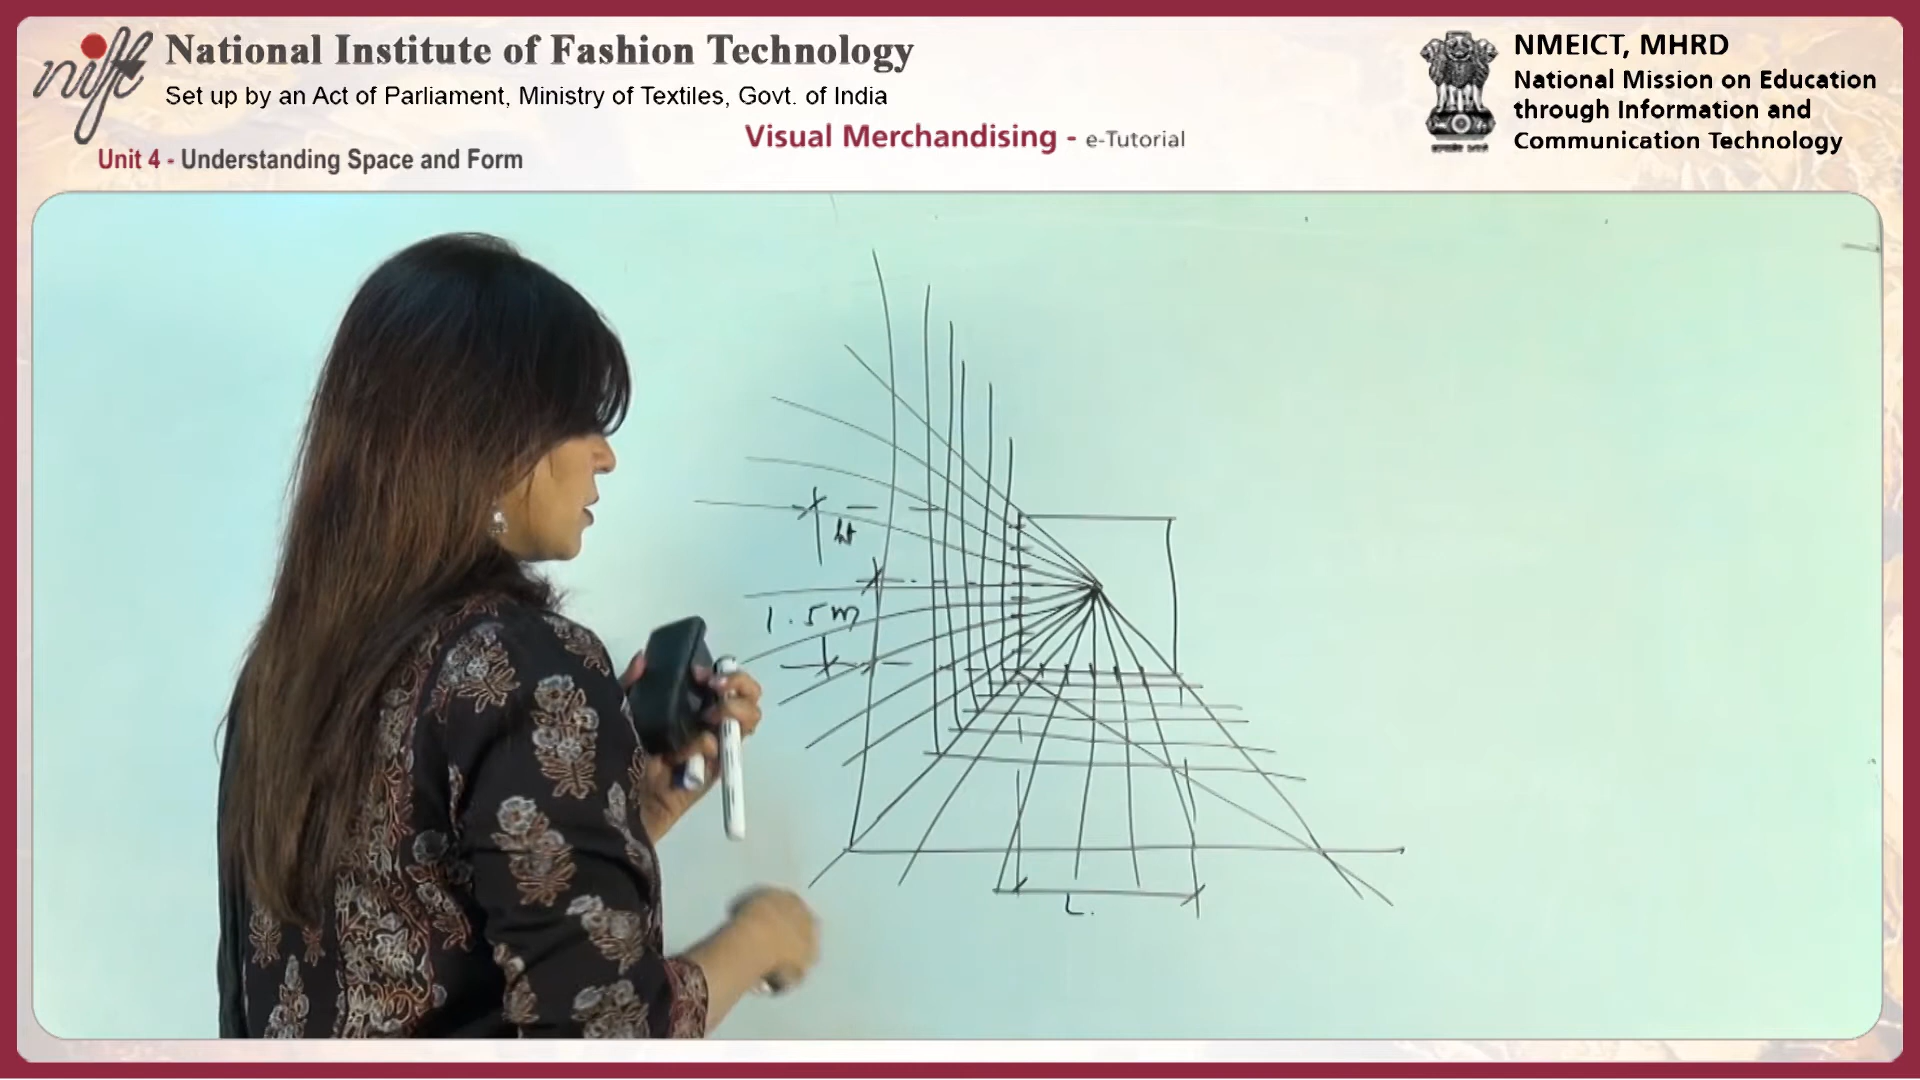 nift National Institute of Fashion Technology
Set up by an Act of Parliament, Ministry of Textiles, Govt. of India
Visual Merchandising - e-Tutorial
Unit 4 - Understanding Space and Form
NMEICT, MHRD
National Mission on Education
through Information and
Communication Technology
ht
1.5m
L.